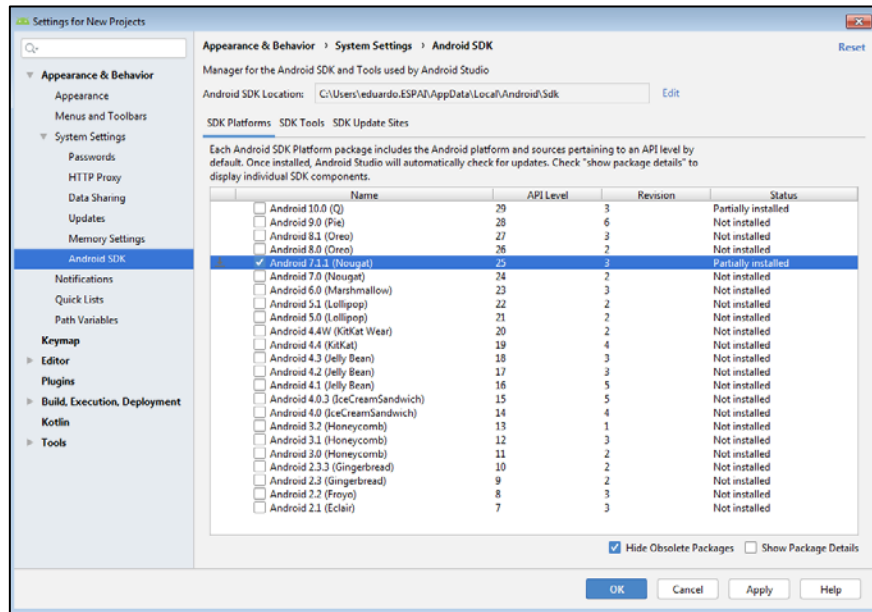 Settings for New Projects
Appearance & Behavior › System Settings › Android SDK
Reset
Manager for the Android SDK and Tools used by Android Studio
Android SDK Location: C:\Users\eduardo.ESPAI\AppData\Local\Android\Sdk Edit
Appearance & Behavior
Appearance
Menus and Toolbars
System Settings
Passwords
HTTP Proxy
Data Sharing
Updates
Memory Settings
Android SDK
Notifications
Quick Lists
Path Variables
Keymap
Editor
Plugins
Build, Execution, Deployment
Kotlin
Tools
SDK Platforms SDK Tools SDK Update Sites
Each Android SDK Platform package includes the Android platform and sources pertaining to an API level by
default. Once installed, Android Studio will automatically check for updates. Check "show package details" to
display individual SDK components.
Name API Level Revision Status
Android 10.0 (Q) 29 3 Partially installed
Android 9.0 (Pie) 28 6 Not installed
Android 8.1 (Oreo) 27 3 Not installed
Android 8.0 (Oreo) 26 2 Not installed
Android 7.1.1 (Nougat) 25 3 Partially installed
Android 7.0 (Nougat) 24 2 Not installed
Android 6.0 (Marshmallow) 23 3 Not installed
Android 5.1 (Lollipop) 22 2 Not installed
Android 5.0 (Lollipop) 21 2 Not installed
Android 4.4W (KitKat Wear) 20 2 Not installed
Android 4.4 (KitKat) 19 4 Not installed
Android 4.3 (Jelly Bean) 18 3 Not installed
Android 4.2 (Jelly Bean) 17 3 Not installed
Android 4.1 (Jelly Bean) 16 5 Not installed
Android 4.0.3 (IceCreamSandwich) 15 5 Not installed
Android 4.0 (IceCreamSandwich) 14 4 Not installed
Android 3.2 (Honeycomb) 13 1 Not installed
Android 3.1 (Honeycomb) 12 3 Not installed
Android 3.0 (Honeycomb) 11 2 Not installed
Android 2.3.3 (Gingerbread) 10 2 Not installed
Android 2.3 (Gingerbread) 9 2 Not installed
Android 2.2 (Froyo) 8 3 Not installed
Android 2.1 (Eclair) 7 3 Not installed
Hide Obsolete Packages Show Package Details
OK Cancel Apply Help